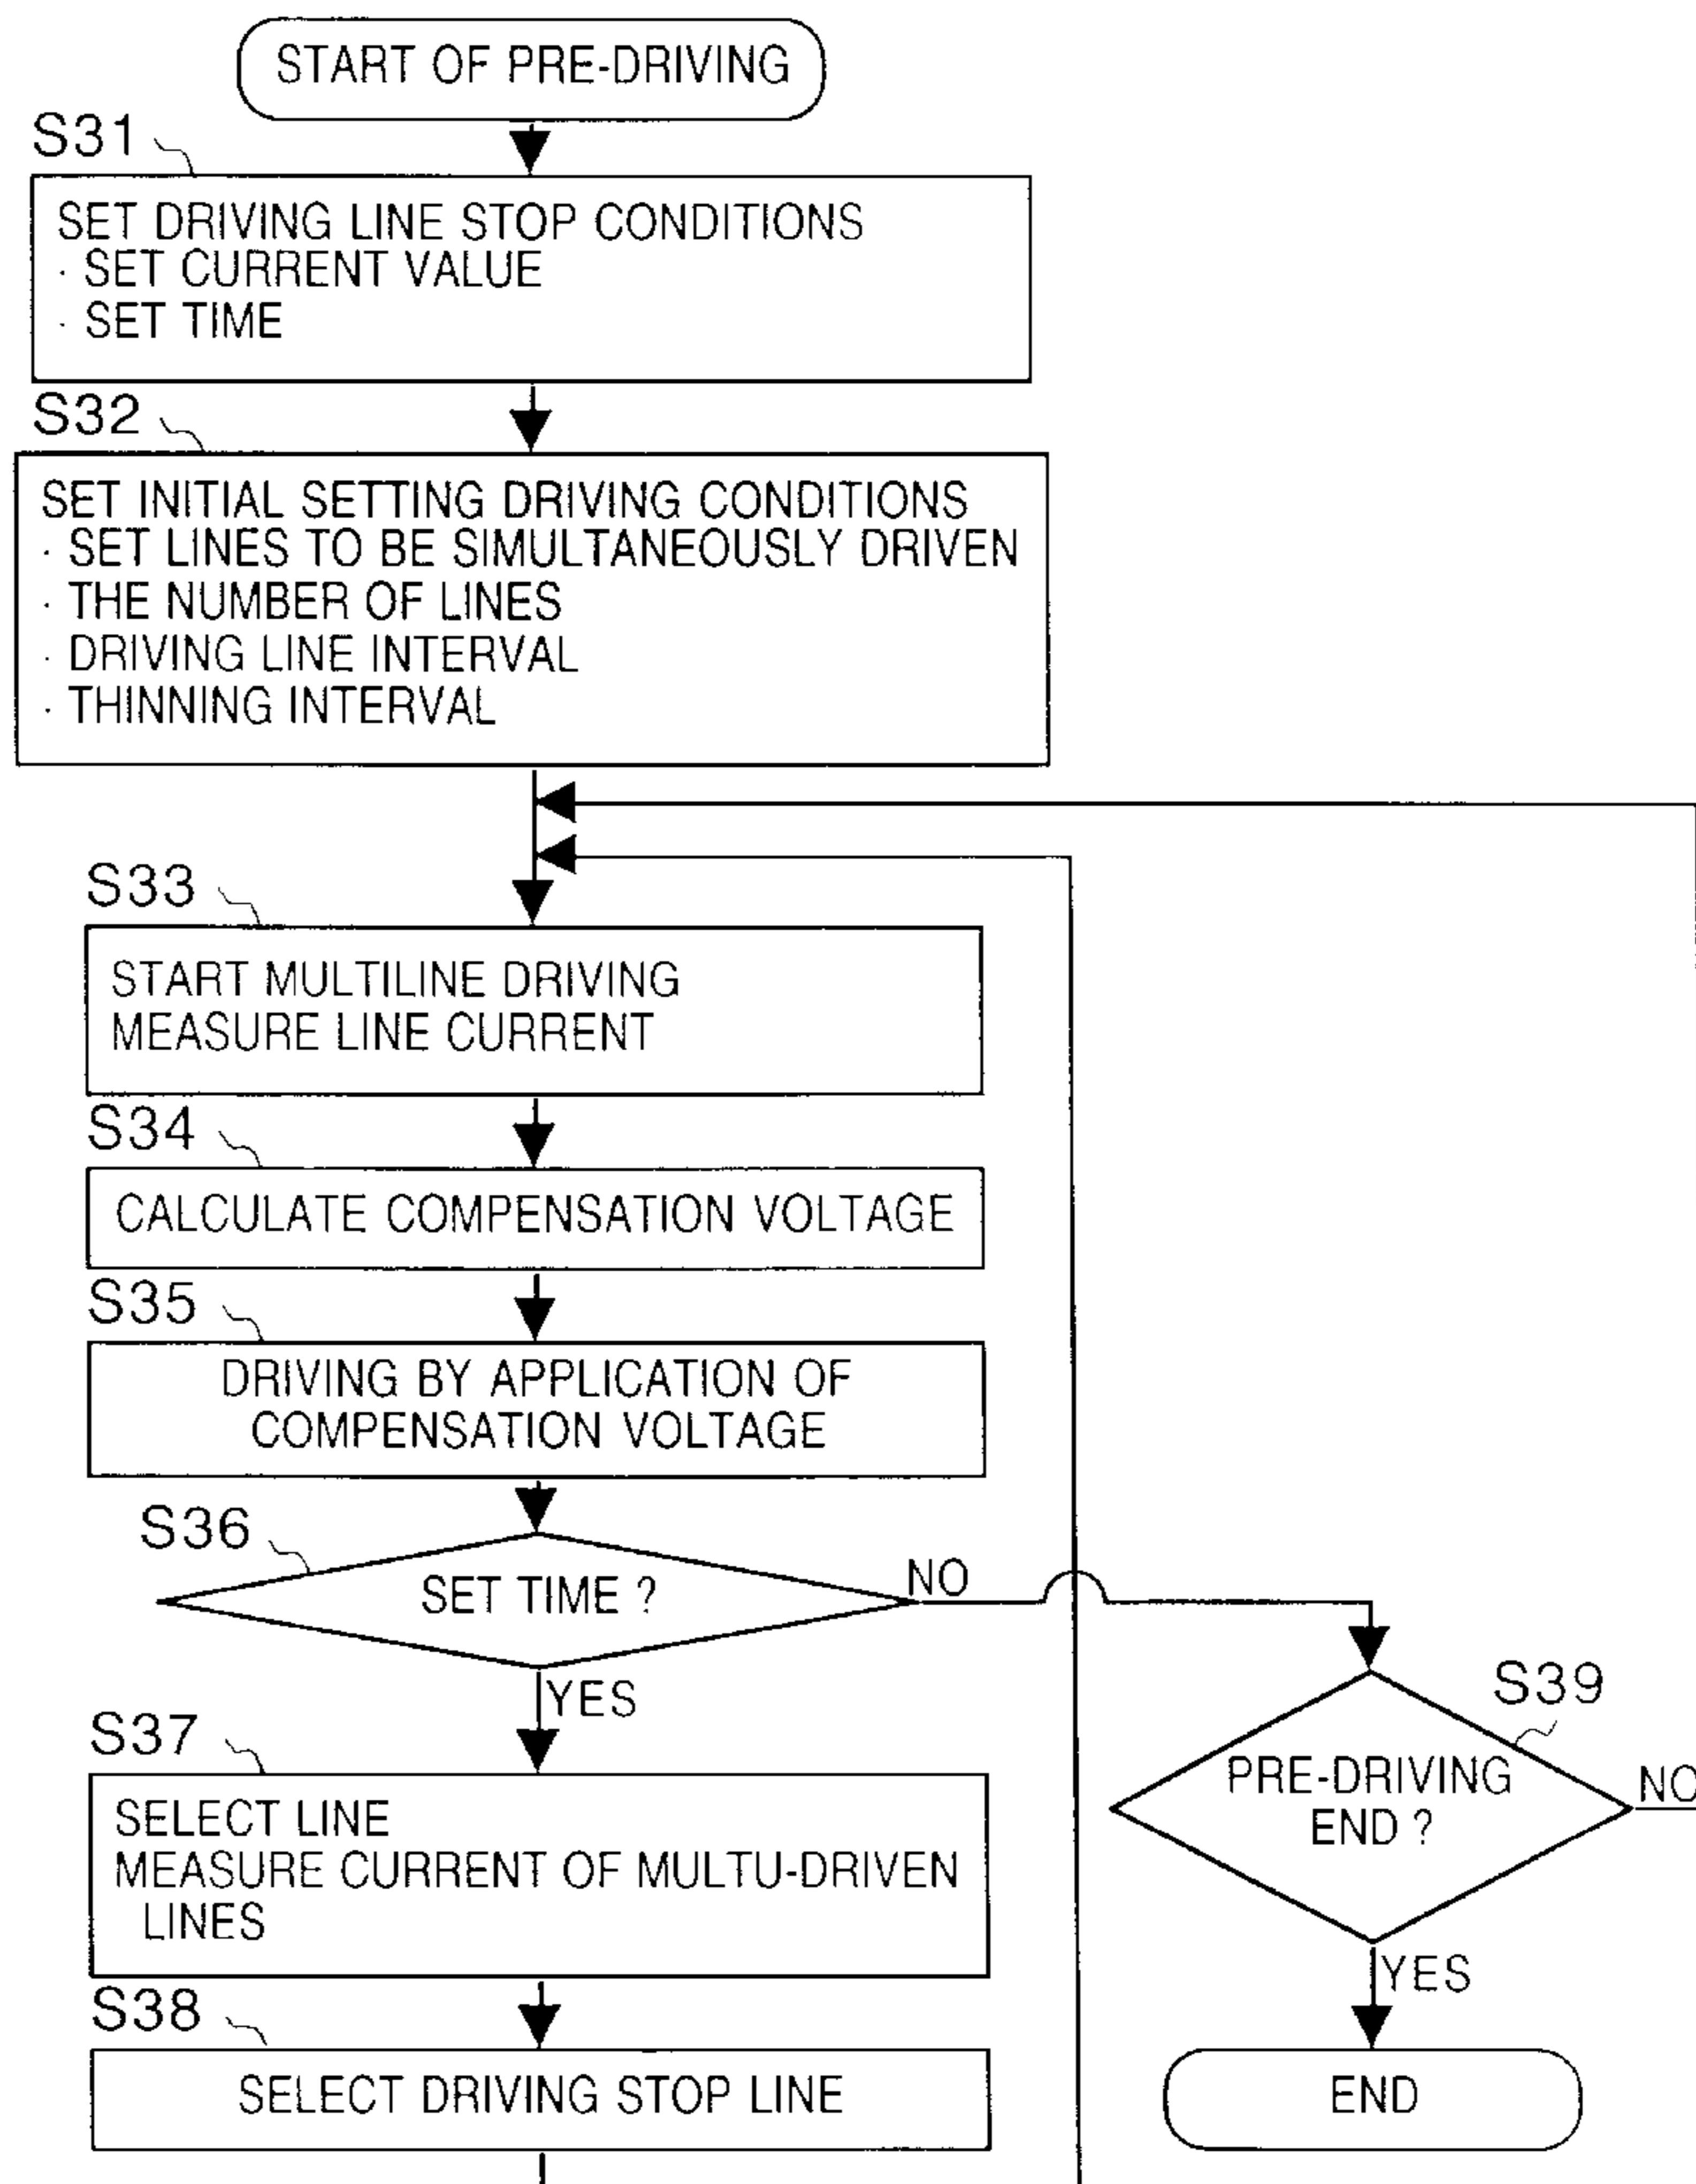 START OF PRE-DRIVING
S31
SET DRIVING LINE STOP CONDITIONS
· SET CURRENT VALUE
· SET TIME
S32
SET INITIAL SETTING DRIVING CONDITIONS
· SET LINES TO BE SIMULTANEOUSLY DRIVEN
· THE NUMBER OF LINES
· DRIVING LINE INTERVAL
· THINNING INTERVAL
S33
START MULTILINE DRIVING
MEASURE LINE CURRENT
S34
CALCULATE COMPENSATION VOLTAGE
S35
DRIVING BY APPLICATION OF
COMPENSATION VOLTAGE
S36
SET TIME ?
NO
YES
S37
SELECT LINE
MEASURE CURRENT OF MULTU-DRIVEN
LINES
S38
SELECT DRIVING STOP LINE
S39
PRE-DRIVING
END ?
NO
YES
END